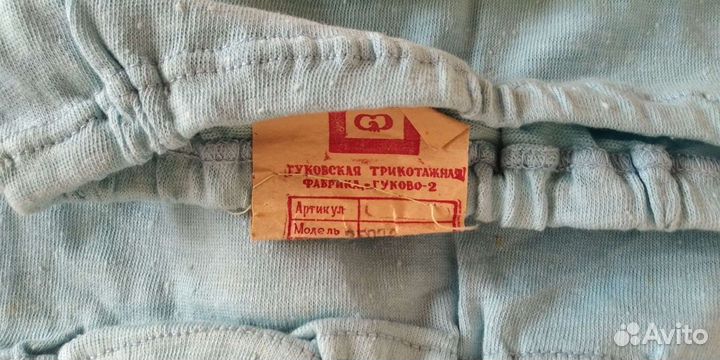 ГУКОВСКАЯ ТРИКОТАЖНАЯ
ФАБРИКА - ГУКОВО-2
Артикул
Модель
Avito